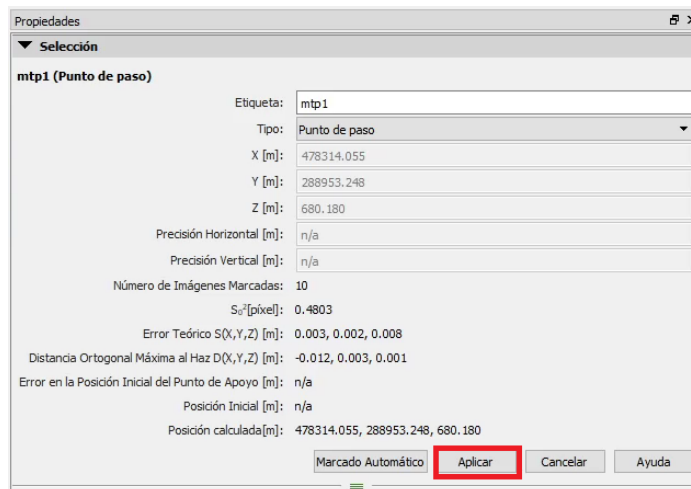 Propiedades
Selección
mtp1 (Punto de paso)
Etiqueta: mtp1
Tipo: Punto de paso
X [m]: 478314.055
Y [m]: 288953.248
Z [m]: 680.180
Precisión Horizontal [m]: n/a
Precisión Vertical [m]: n/a
Número de Imágenes Marcadas: 10
S₀²[píxel]: 0.4803
Error Teórico S(X,Y,Z) [m]: 0.003, 0.002, 0.008
Distancia Ortogonal Máxima al Haz D(X,Y,Z) [m]: -0.012, 0.003, 0.001
Error en la Posición Inicial del Punto de Apoyo [m]: n/a
Posición Inicial [m]: n/a
Posición calculada[m]: 478314.055, 288953.248, 680.180
Marcado Automático Aplicar Cancelar Ayuda